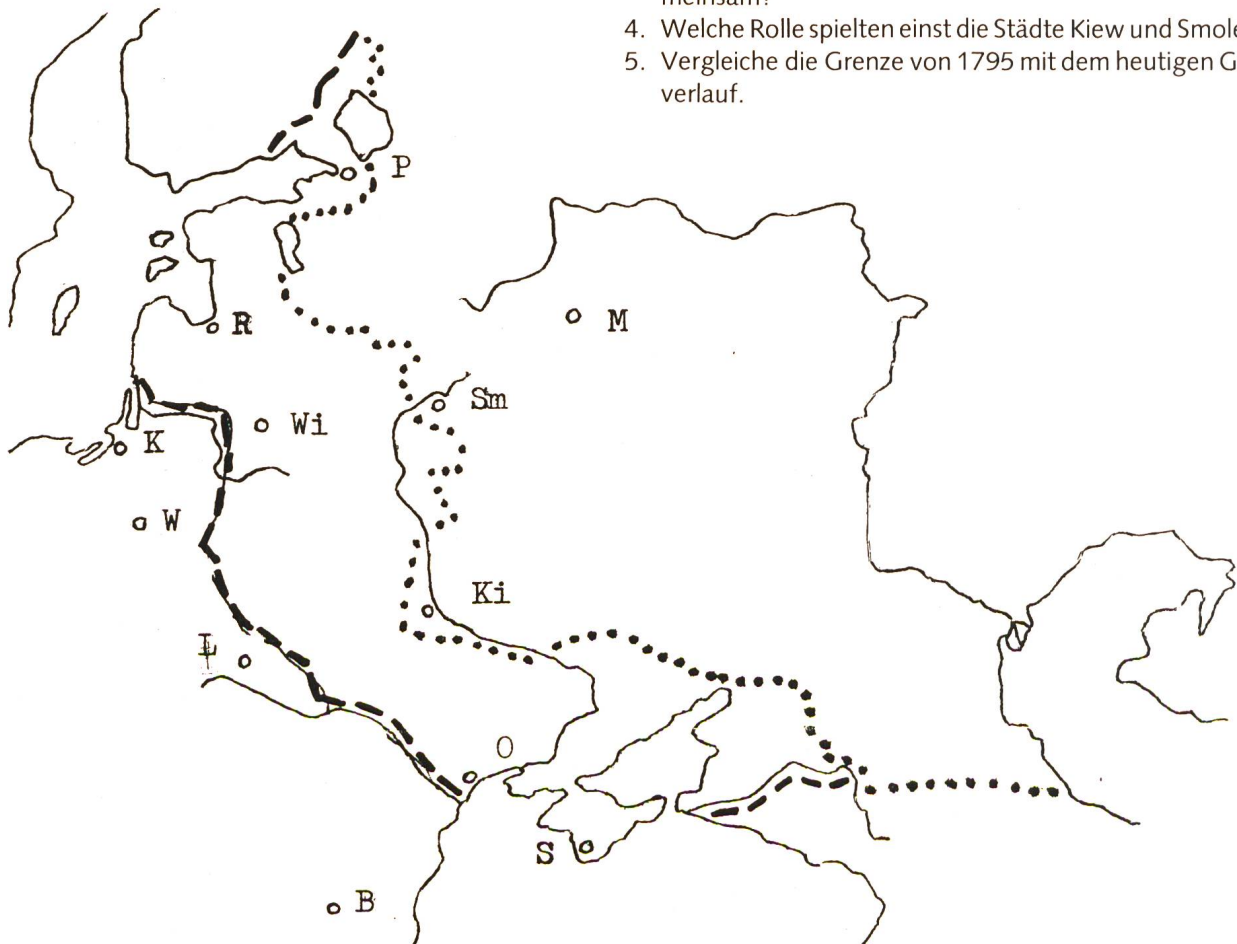 meinsam?
4. Welche Rolle spielten einst die Städte Kiew und Smole
5. Vergleiche die Grenze von 1795 mit dem heutigen G
verlauf.
P
R
M
Sm
Wi
K
W
Ki
L
O
S
B